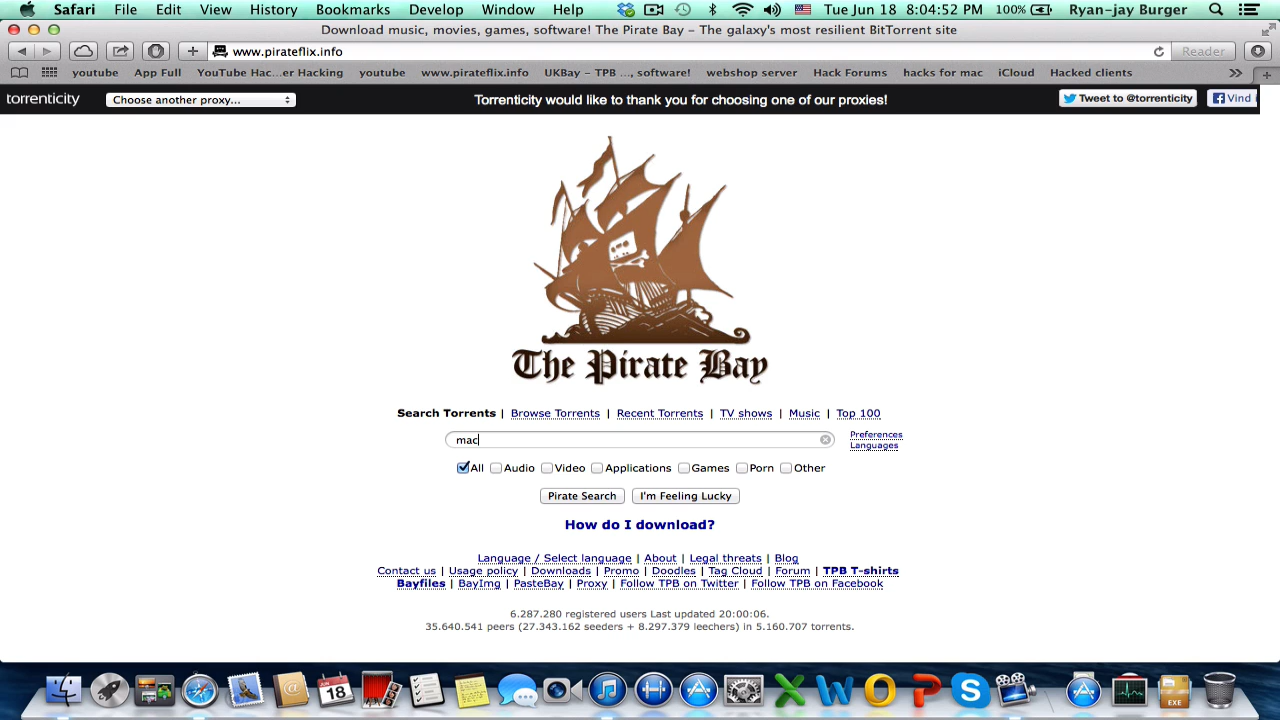 Safari File Edit View History Bookmarks Develop Window Help Tue Jun 18 8:04:52 PM 100% Ryan-jay Burger
Download music, movies, games, software! The Pirate Bay - The galaxy's most resilient BitTorrent site
www.pirateflix.info Reader
youtube App Full YouTube Hac...er Hacking youtube www.pirateflix.info UKBay - TPB ..., software! webshop server Hack Forums hacks for mac iCloud Hacked clients
torrenticity Choose another proxy... Torrenticity would like to thank you for choosing one of our proxies! Tweet to @torrenticity Vind i
The Pirate Bay
Search Torrents | Browse Torrents | Recent Torrents | TV shows | Music | Top 100
mac Preferences
Languages
All Audio Video Applications Games Porn Other
Pirate Search I'm Feeling Lucky
How do I download?
Language / Select language | About | Legal threats | Blog
Contact us | Usage policy | Downloads | Promo | Doodles | Tag Cloud | Forum | TPB T-shirts
Bayfiles | BayImg | PasteBay | Proxy | Follow TPB on Twitter | Follow TPB on Facebook
6.287.280 registered users Last updated 20:00:06.
35.640.541 peers (27.343.162 seeders + 8.297.379 leechers) in 5.160.707 torrents.
18
EXE